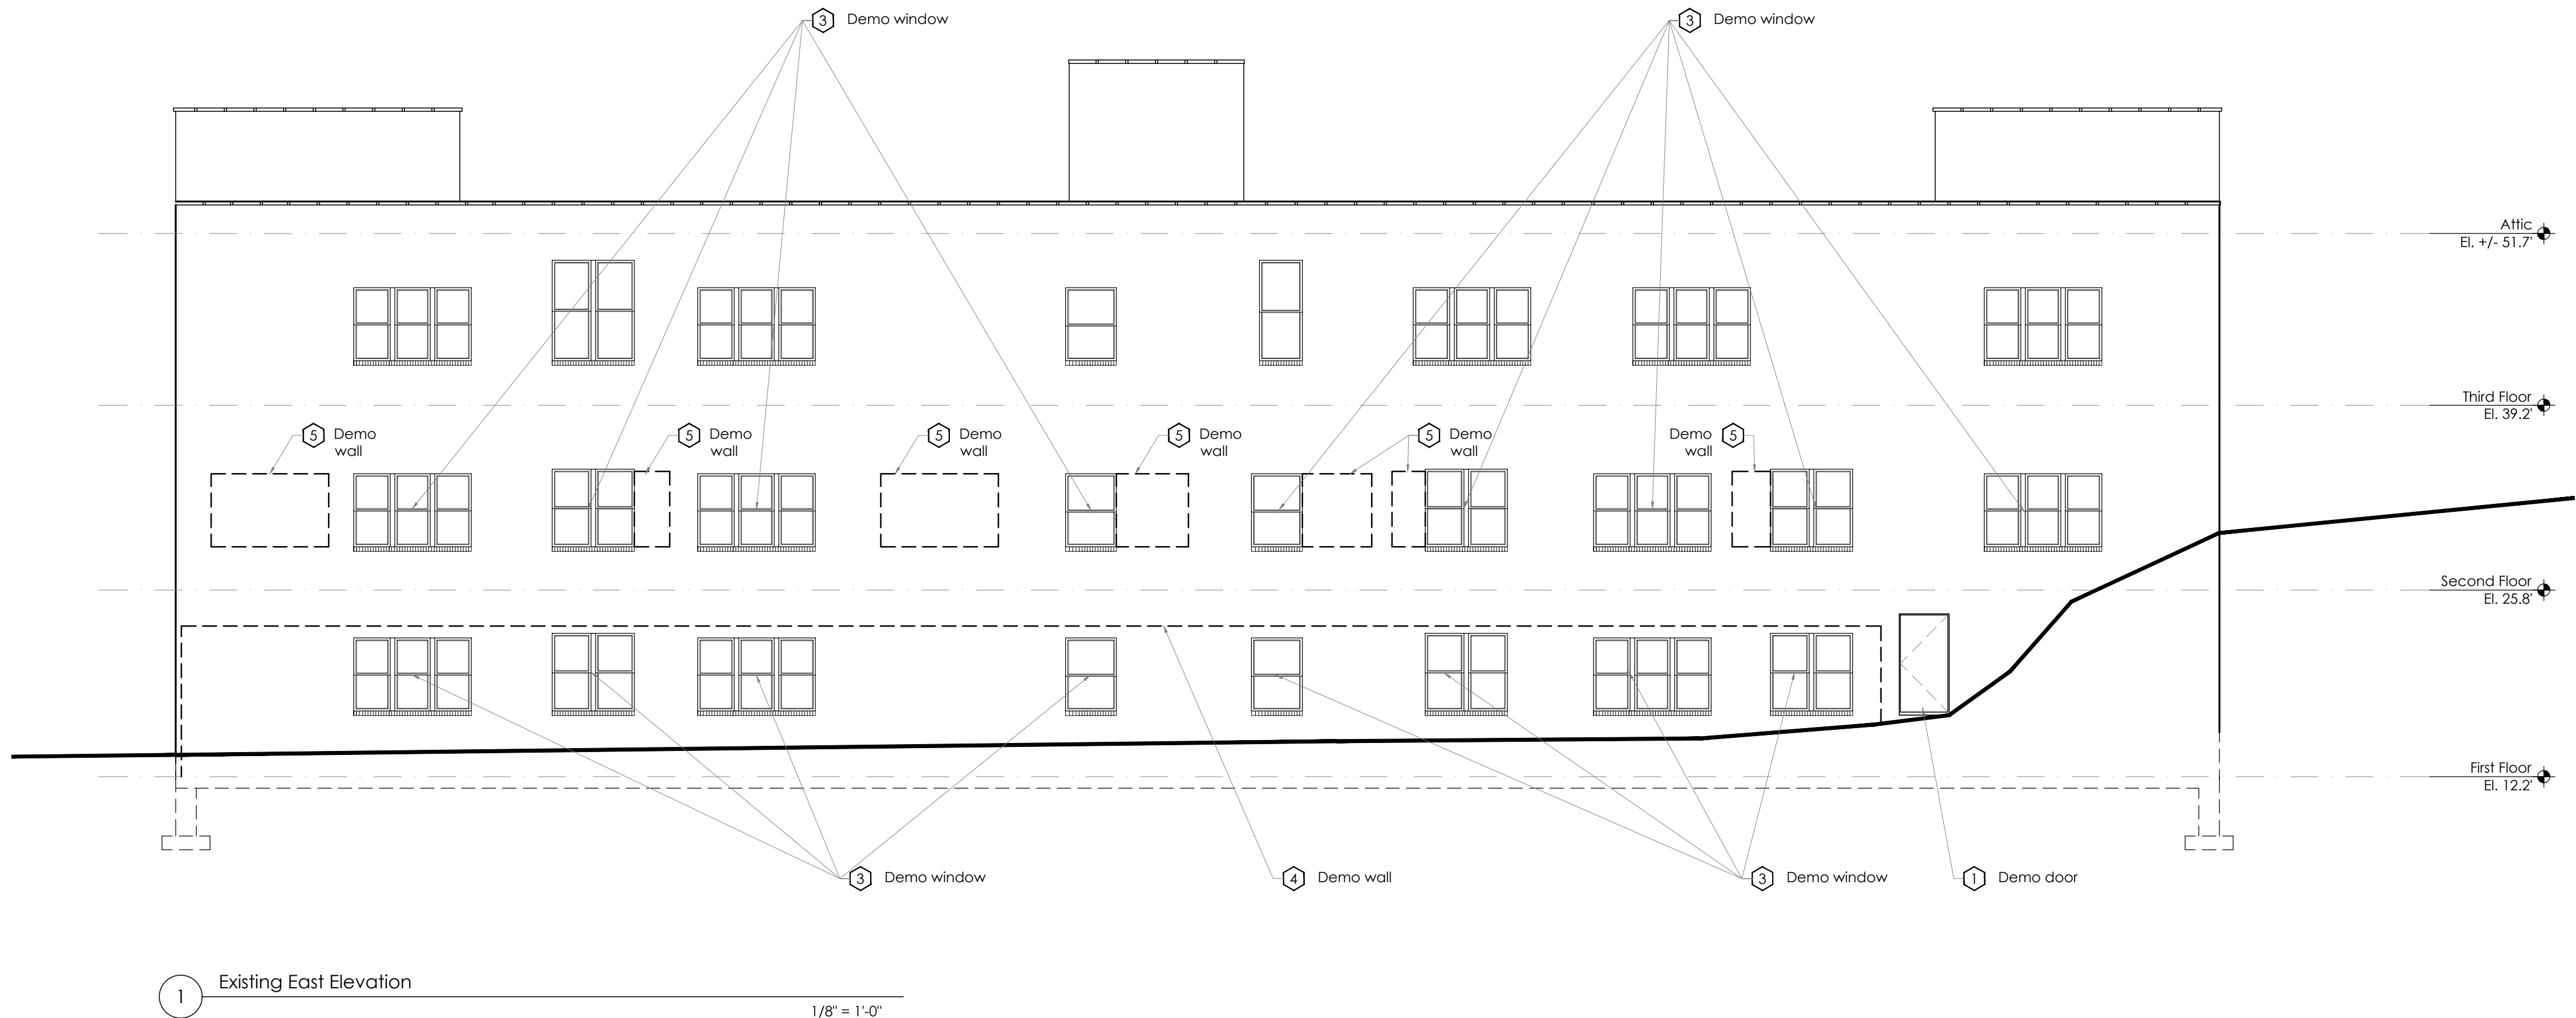 3 Demo window
3 Demo window
Attic
El. +/- 51.7'
Third Floor
El. 39.2'
5 Demo
wall
5 Demo
wall
5 Demo
wall
5 Demo
wall
5 Demo
wall
Demo 5
wall
Second Floor
El. 25.8'
First Floor
El. 12.2'
3 Demo window
4 Demo wall
3 Demo window
1 Demo door
1 Existing East Elevation
1/8" = 1'-0"